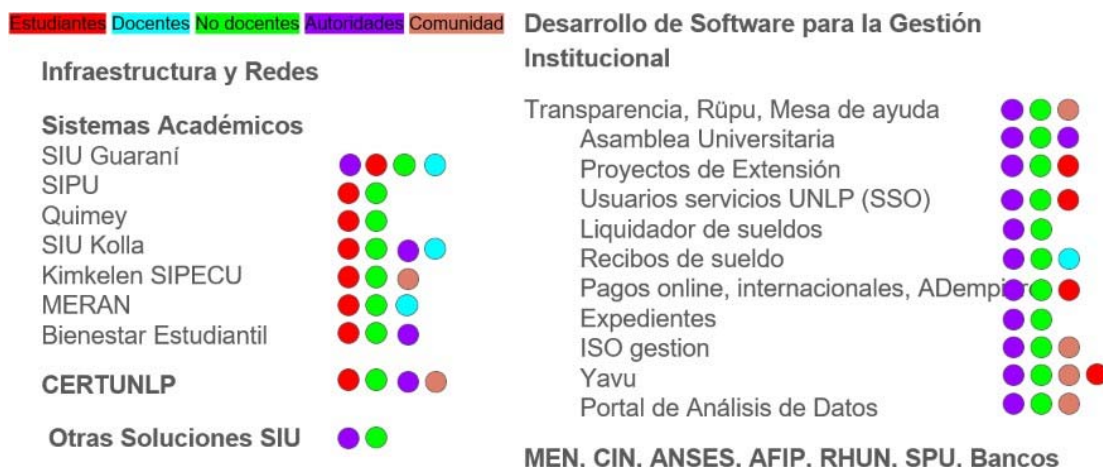 Estudiantes Docentes No docentes Autoridades Comunidad
Infraestructura y Redes
Sistemas Académicos
SIU Guaraní
SIPU
Quimey
SIU Kolla
Kimkelen SIPECU
MERAN
Bienestar Estudiantil
CERTUNLP
Otras Soluciones SIU
Desarrollo de Software para la Gestión
Institucional
Transparencia, Rüpu, Mesa de ayuda
Asamblea Universitaria
Proyectos de Extensión
Usuarios servicios UNLP (SSO)
Liquidador de sueldos
Recibos de sueldo
Pagos online, internacionales,
Expedientes
ISO gestion
Yavu
Portal de Análisis de Datos
MEN. CIN. ANSES. AFIP. RHUN. SPU. Bancos